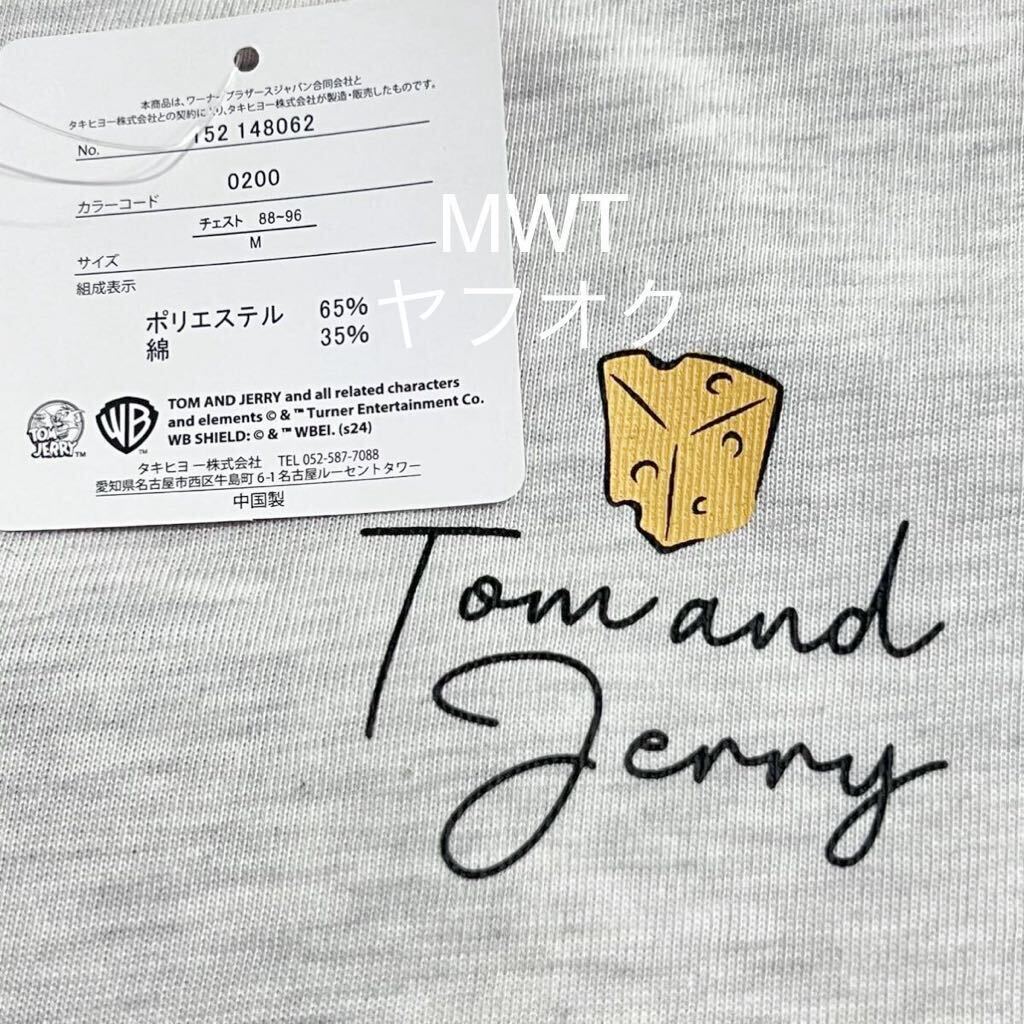 本商品は、ワーナーブラザースジャパン合同会社と
タキヒヨー株式会社との契約により、タキヒヨー株式会社が製造・販売したものです。
No. 152 148062
カラーコード 0200
チェスト 88~96
サイズ M
組成表示
ポリエステル 65%
綿 35%
TOM AND JERRY TM
WB TM
TOM AND JERRY and all related characters
and elements © & ™ Turner Entertainment Co.
WB SHIELD: © & ™ WBEI. (s24)
タキヒヨー株式会社 TEL 052-587-7088
愛知県名古屋市西区牛島町 6-1 名古屋ルーセントタワー
中国製
MWT
ヤフオク
Tom and
Jerry